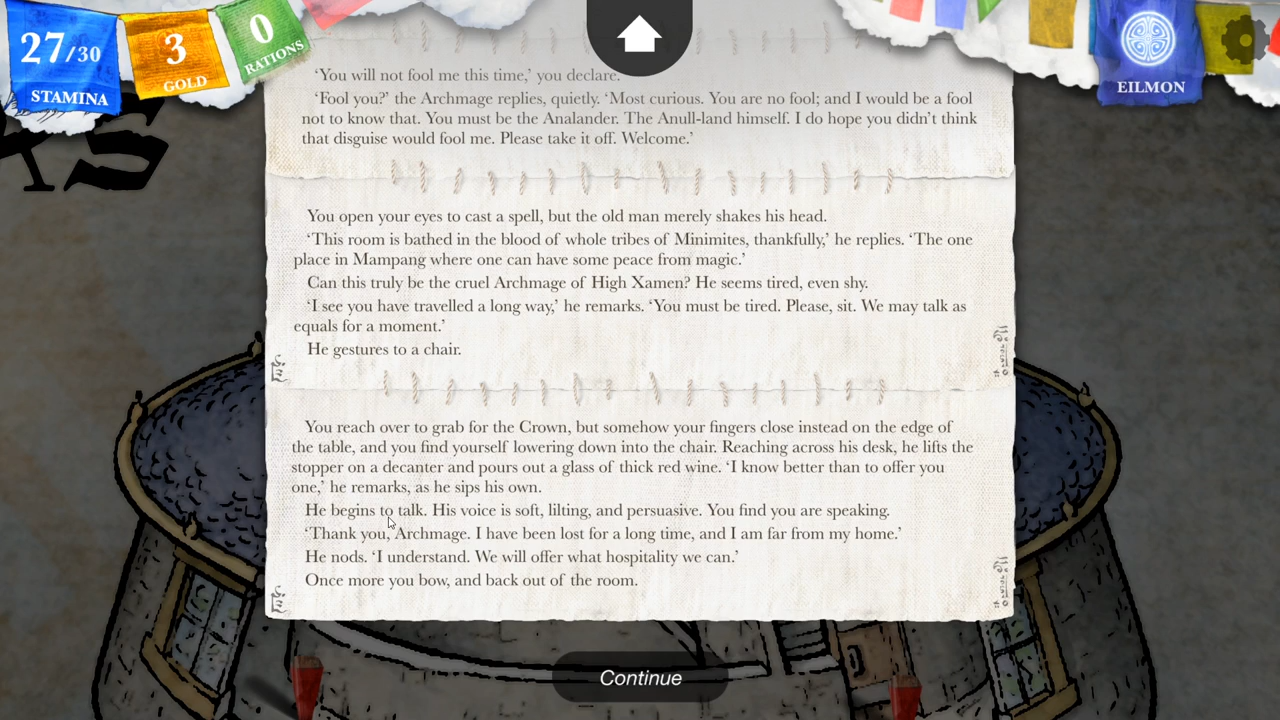 27/30
STAMINA
3
GOLD
0
RATIONS
EILMON
‘You will not fool me this time,’ you declare.
‘Fool you?’ the Archmage replies, quietly. ‘Most curious. You are no fool; and I would be a fool
not to know that. You must be the Analander. The Anull-land himself. I do hope you didn’t think
that disguise would fool me. Please take it off. Welcome.’
You open your eyes to cast a spell, but the old man merely shakes his head.
‘This room is bathed in the blood of whole tribes of Minimites, thankfully,’ he replies. ‘The one
place in Mampang where one can have some peace from magic.’
Can this truly be the cruel Archmage of High Xamen? He seems tired, even shy.
‘I see you have travelled a long way,’ he remarks. ‘You must be tired. Please, sit. We may talk as
equals for a moment.’
He gestures to a chair.
You reach over to grab for the Crown, but somehow your fingers close instead on the edge of
the table, and you find yourself lowering down into the chair. Reaching across his desk, he lifts the
stopper on a decanter and pours out a glass of thick red wine. ‘I know better than to offer you
one,’ he remarks, as he sips his own.
He begins to talk. His voice is soft, lilting, and persuasive. You find you are speaking.
‘Thank you, Archmage. I have been lost for a long time, and I am far from my home.’
He nods. ‘I understand. We will offer what hospitality we can.’
Once more you bow, and back out of the room.
Continue